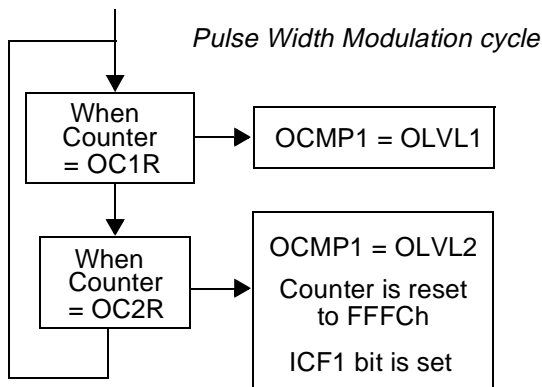 Pulse Width Modulation cycle
When
Counter
= OC1R
OCMP1 = OLVL1
When
Counter
= OC2R
OCMP1 = OLVL2
Counter is reset
to FFFCh
ICF1 bit is set